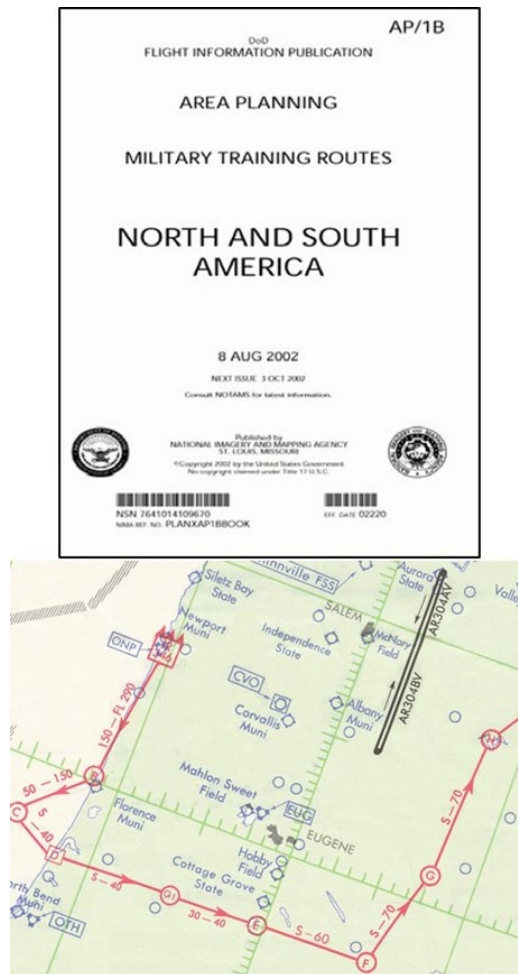 AP/1B
DoD
FLIGHT INFORMATION PUBLICATION
AREA PLANNING
MILITARY TRAINING ROUTES
NORTH AND SOUTH
AMERICA
8 AUG 2002
NEXT ISSUE 3 OCT 2002
Consult NOTAMS for latest information.
Published by
NATIONAL IMAGERY AND MAPPING AGENCY
ST. LOUIS, MISSOURI
©Copyright 2002 by the United States Government
No copyright claimed under Title 17 U.S.C.
NSN 7641014109670
NIMA REF. NO. PLANXAP1BBOOK
EFF. DATE 02220
Siletz Bay
State
Newport
Muni
ONP
150 — FL 290
B
50 — 150
C
S — 40
D
Florence
Muni
Muni
OTH
S — 40
30 — 40
E
S — 60
F
S — 70
G
S — 70
FSS
SALEM
Aurora
State
McNary
Field
Independence
State
CVO
Corvallis
Muni
Albany
Muni
AR304AV
AR304BV
Mahlon Sweet
Field
EUG
EUGENE
Hobby
Field
Cottage Grove
State